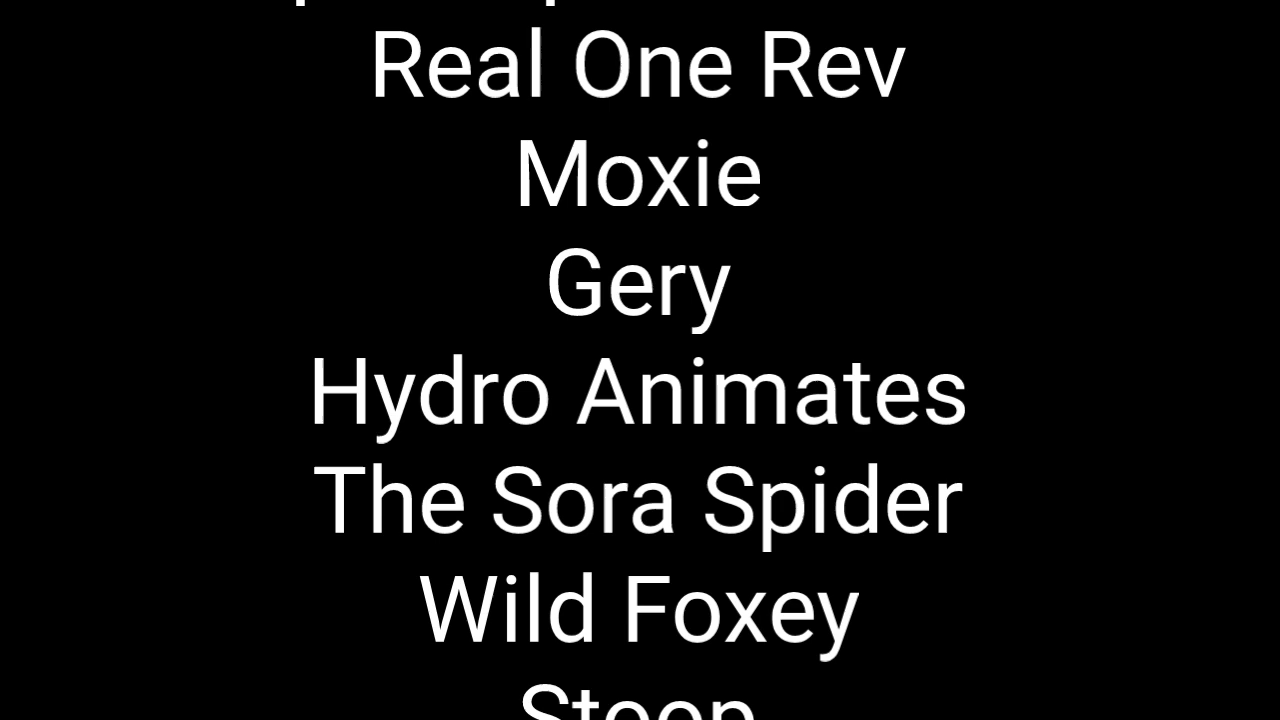 Real One Rev
Moxie
Gery
Hydro Animates
The Sora Spider
Wild Foxey